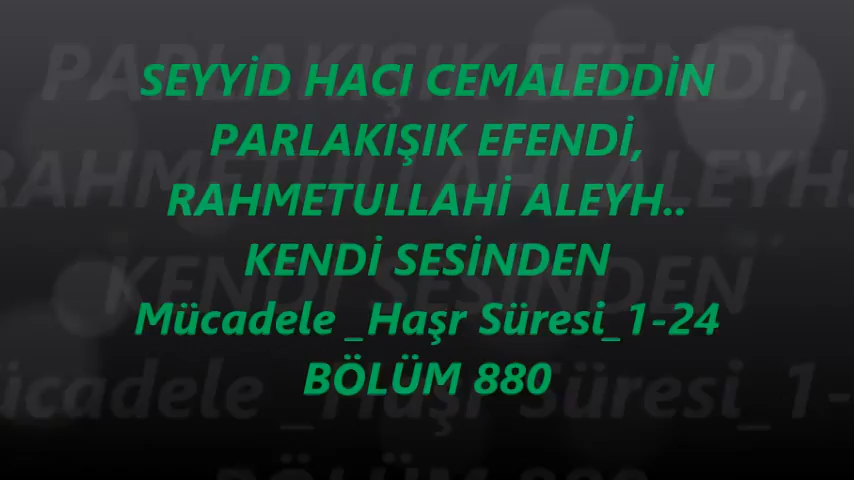 SEYYİD HACI CEMALEDDİN
PARLAKIŞIK EFENDİ,
RAHMETULLAHİ ALEYH..
KENDİ SESİNDEN
Mücadele _Haşr Süresi_1-24
BÖLÜM 880